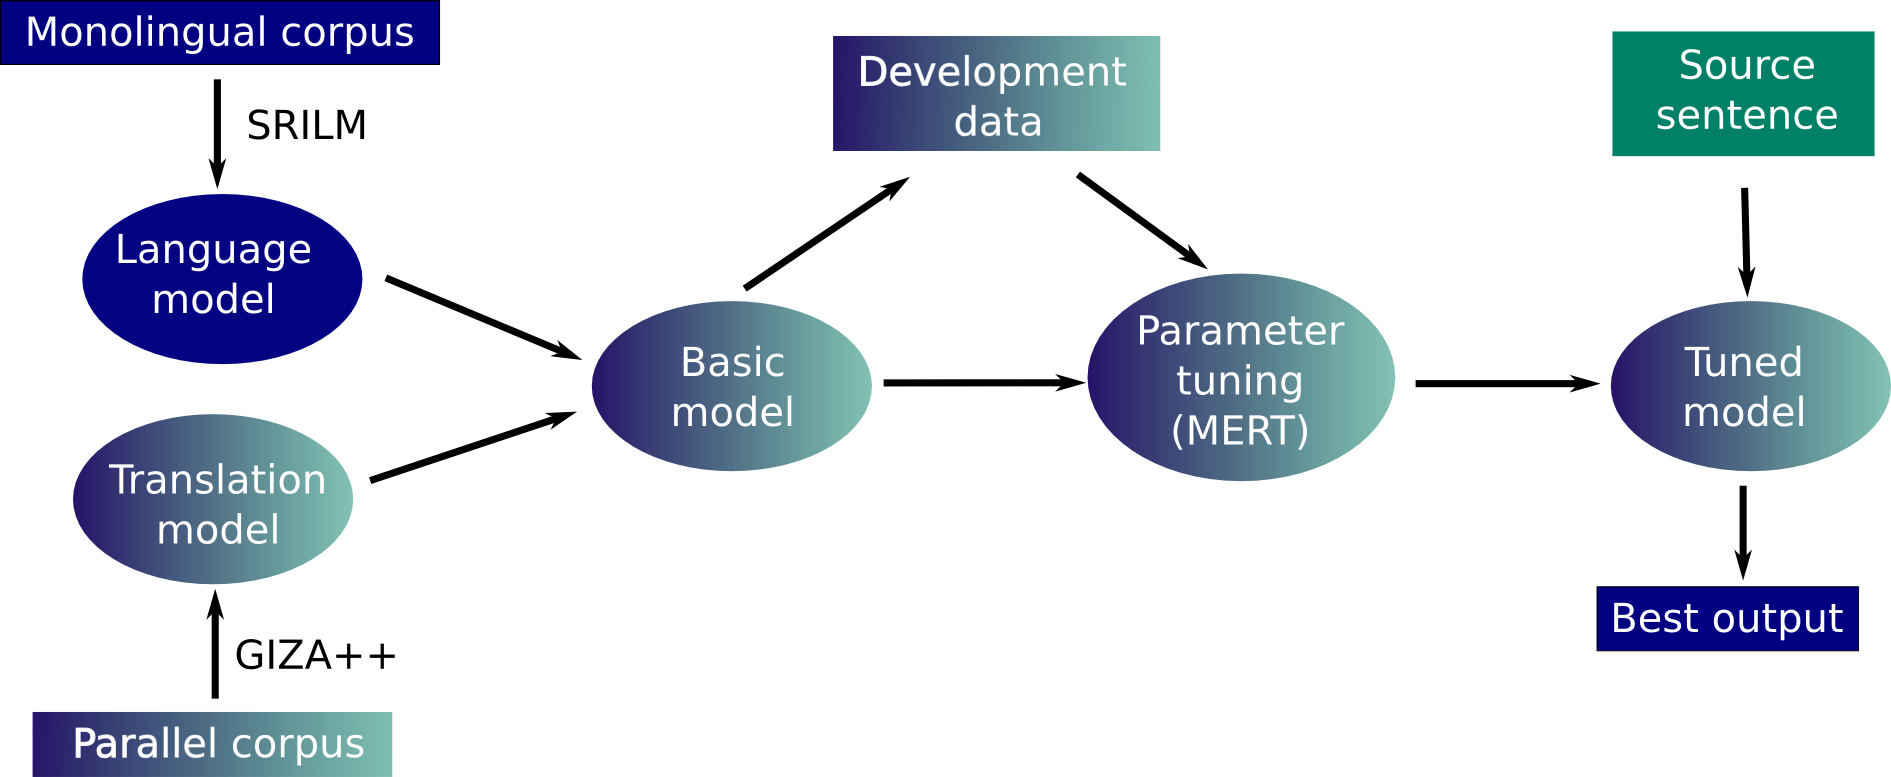 Monolingual corpus
SRILM
Language
model
Translation
model
GIZA++
Parallel corpus
Basic
model
Development
data
Parameter
tuning
(MERT)
Source
sentence
Tuned
model
Best output